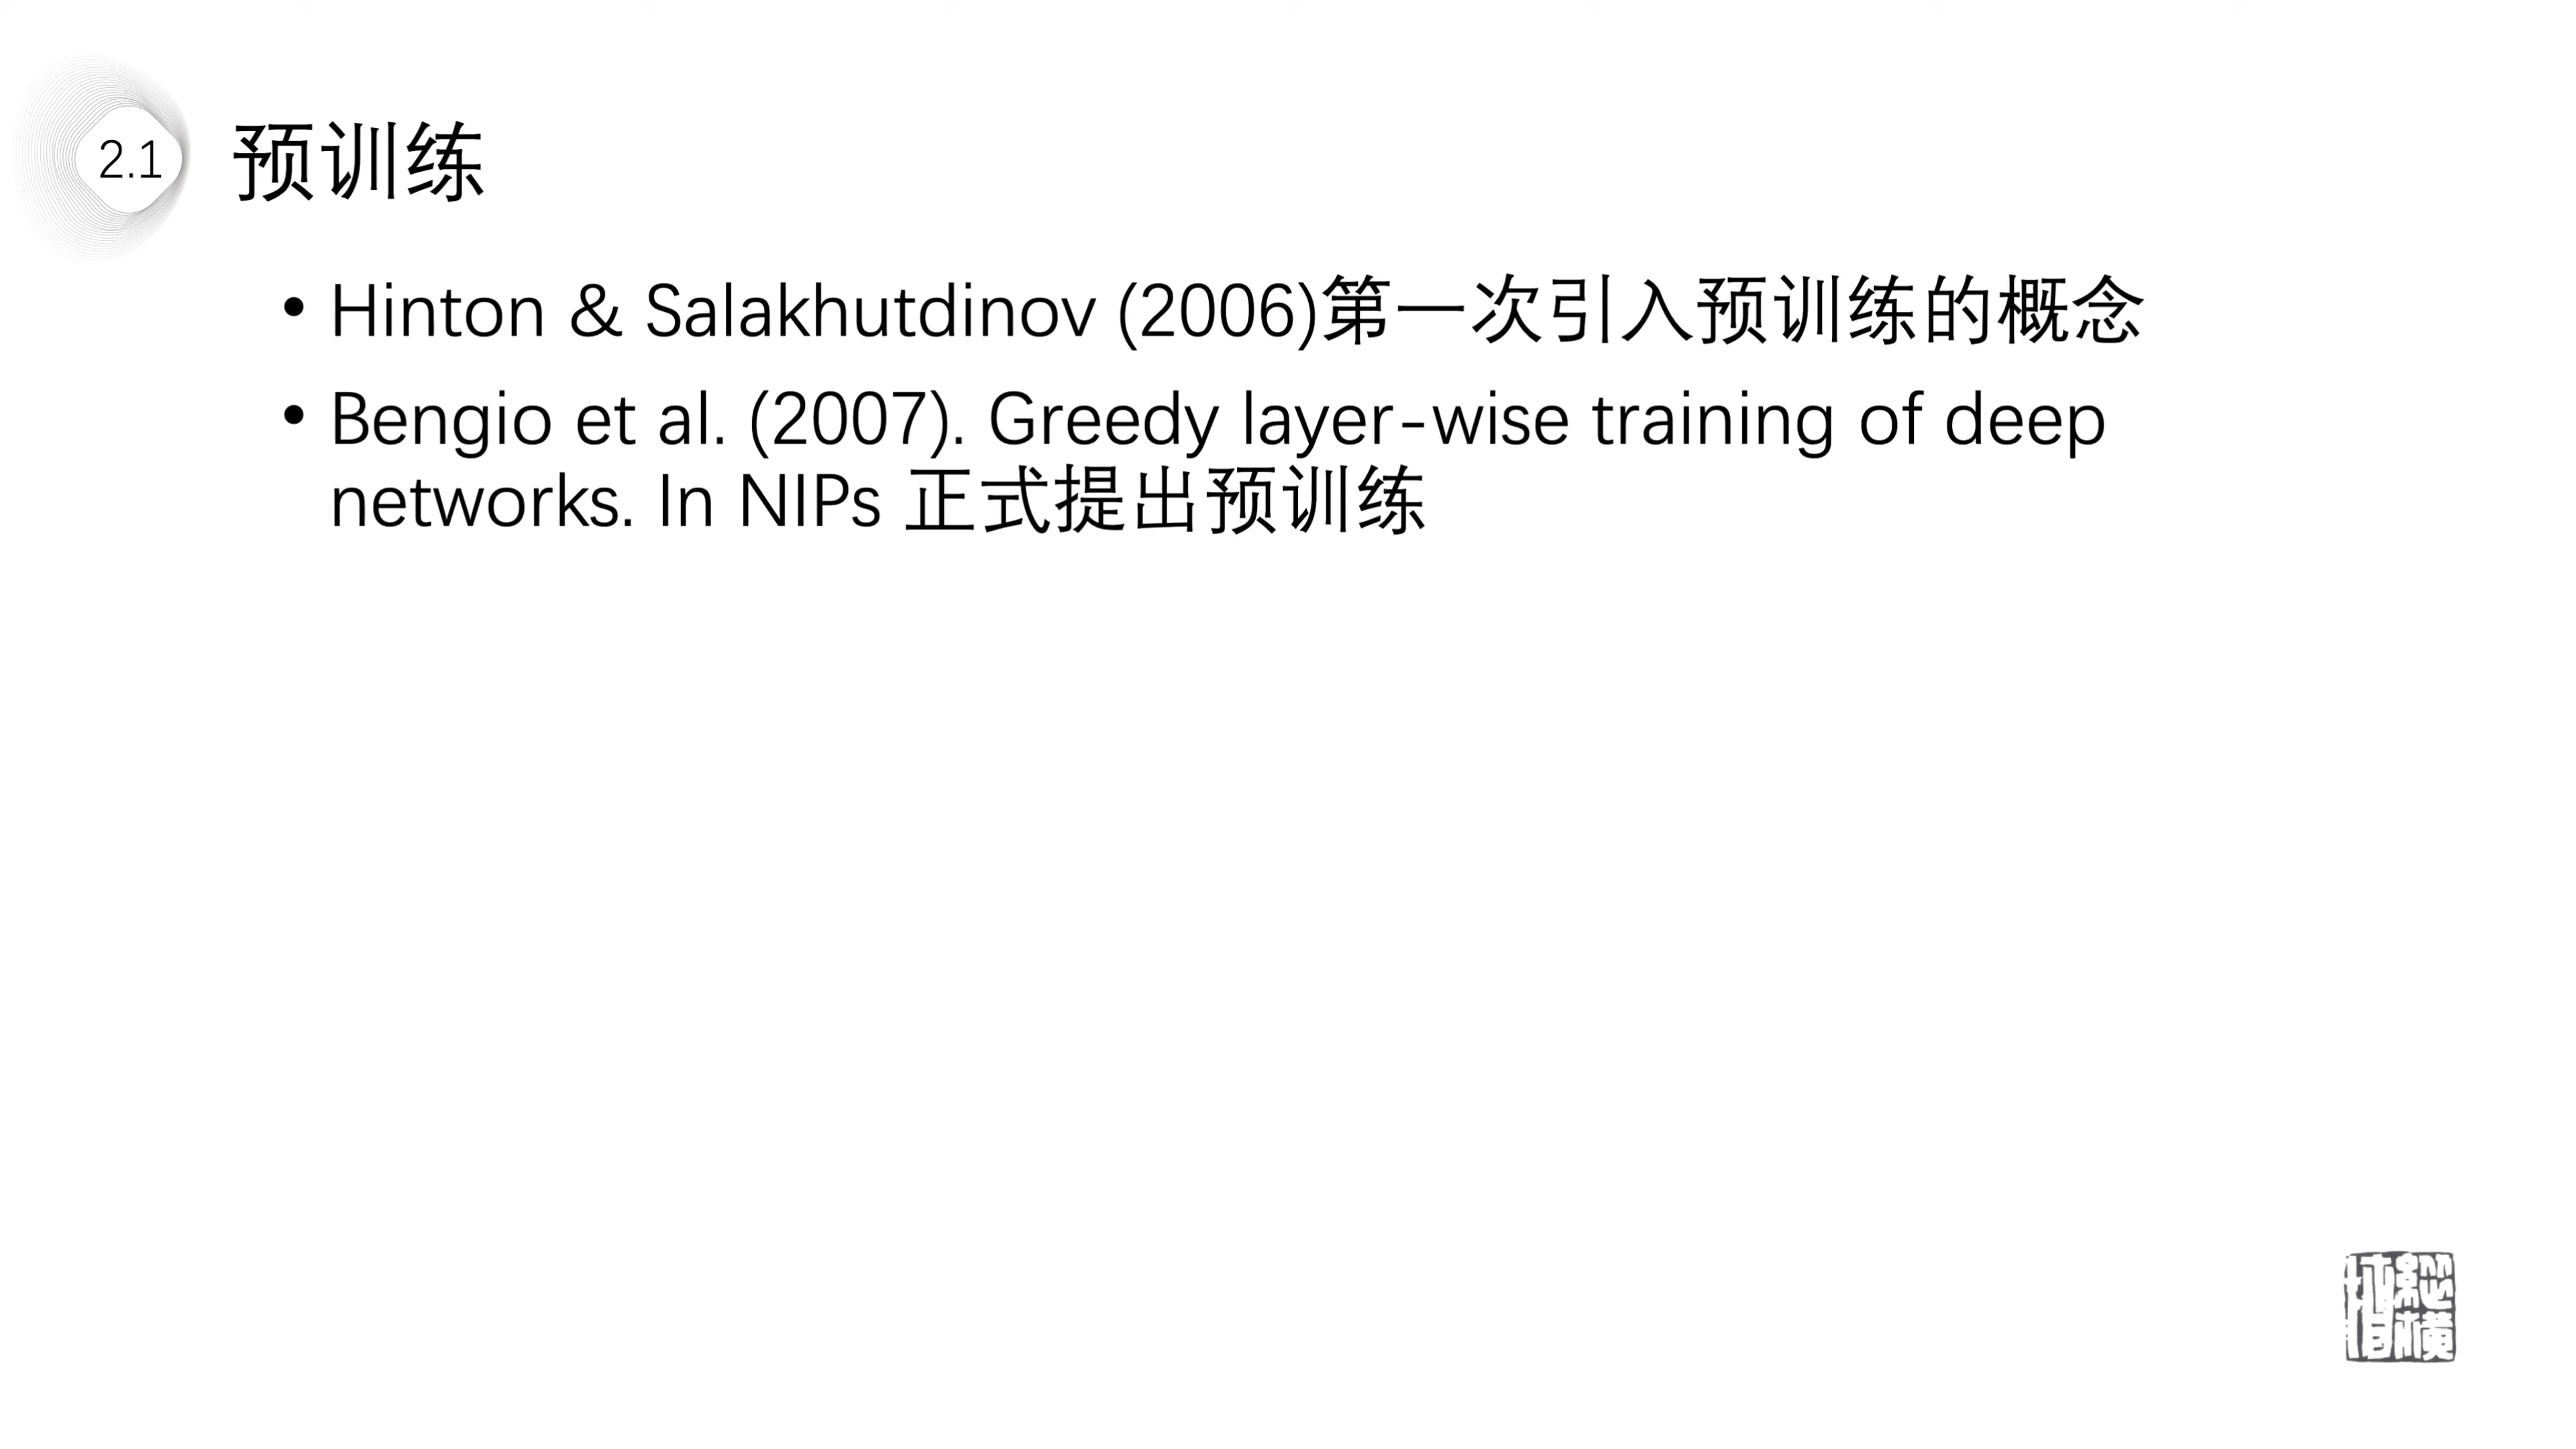 2.1
预训练
• Hinton & Salakhutdinov (2006)第一次引入预训练的概念
• Bengio et al. (2007). Greedy layer-wise training of deep
networks. In NIPs 正式提出预训练